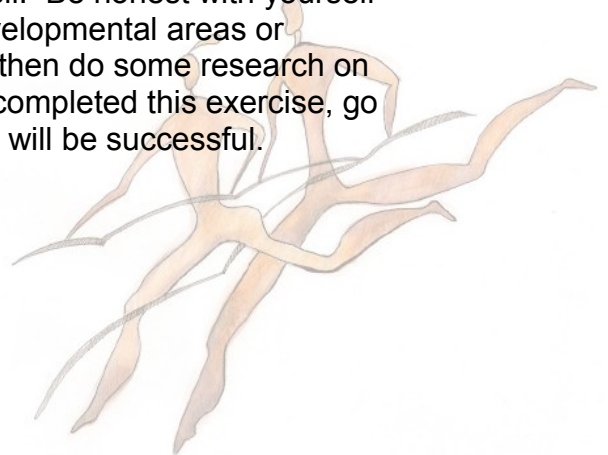 Be honest with yourself
velopmental areas or
then do some research on
completed this exercise, go
will be successful.